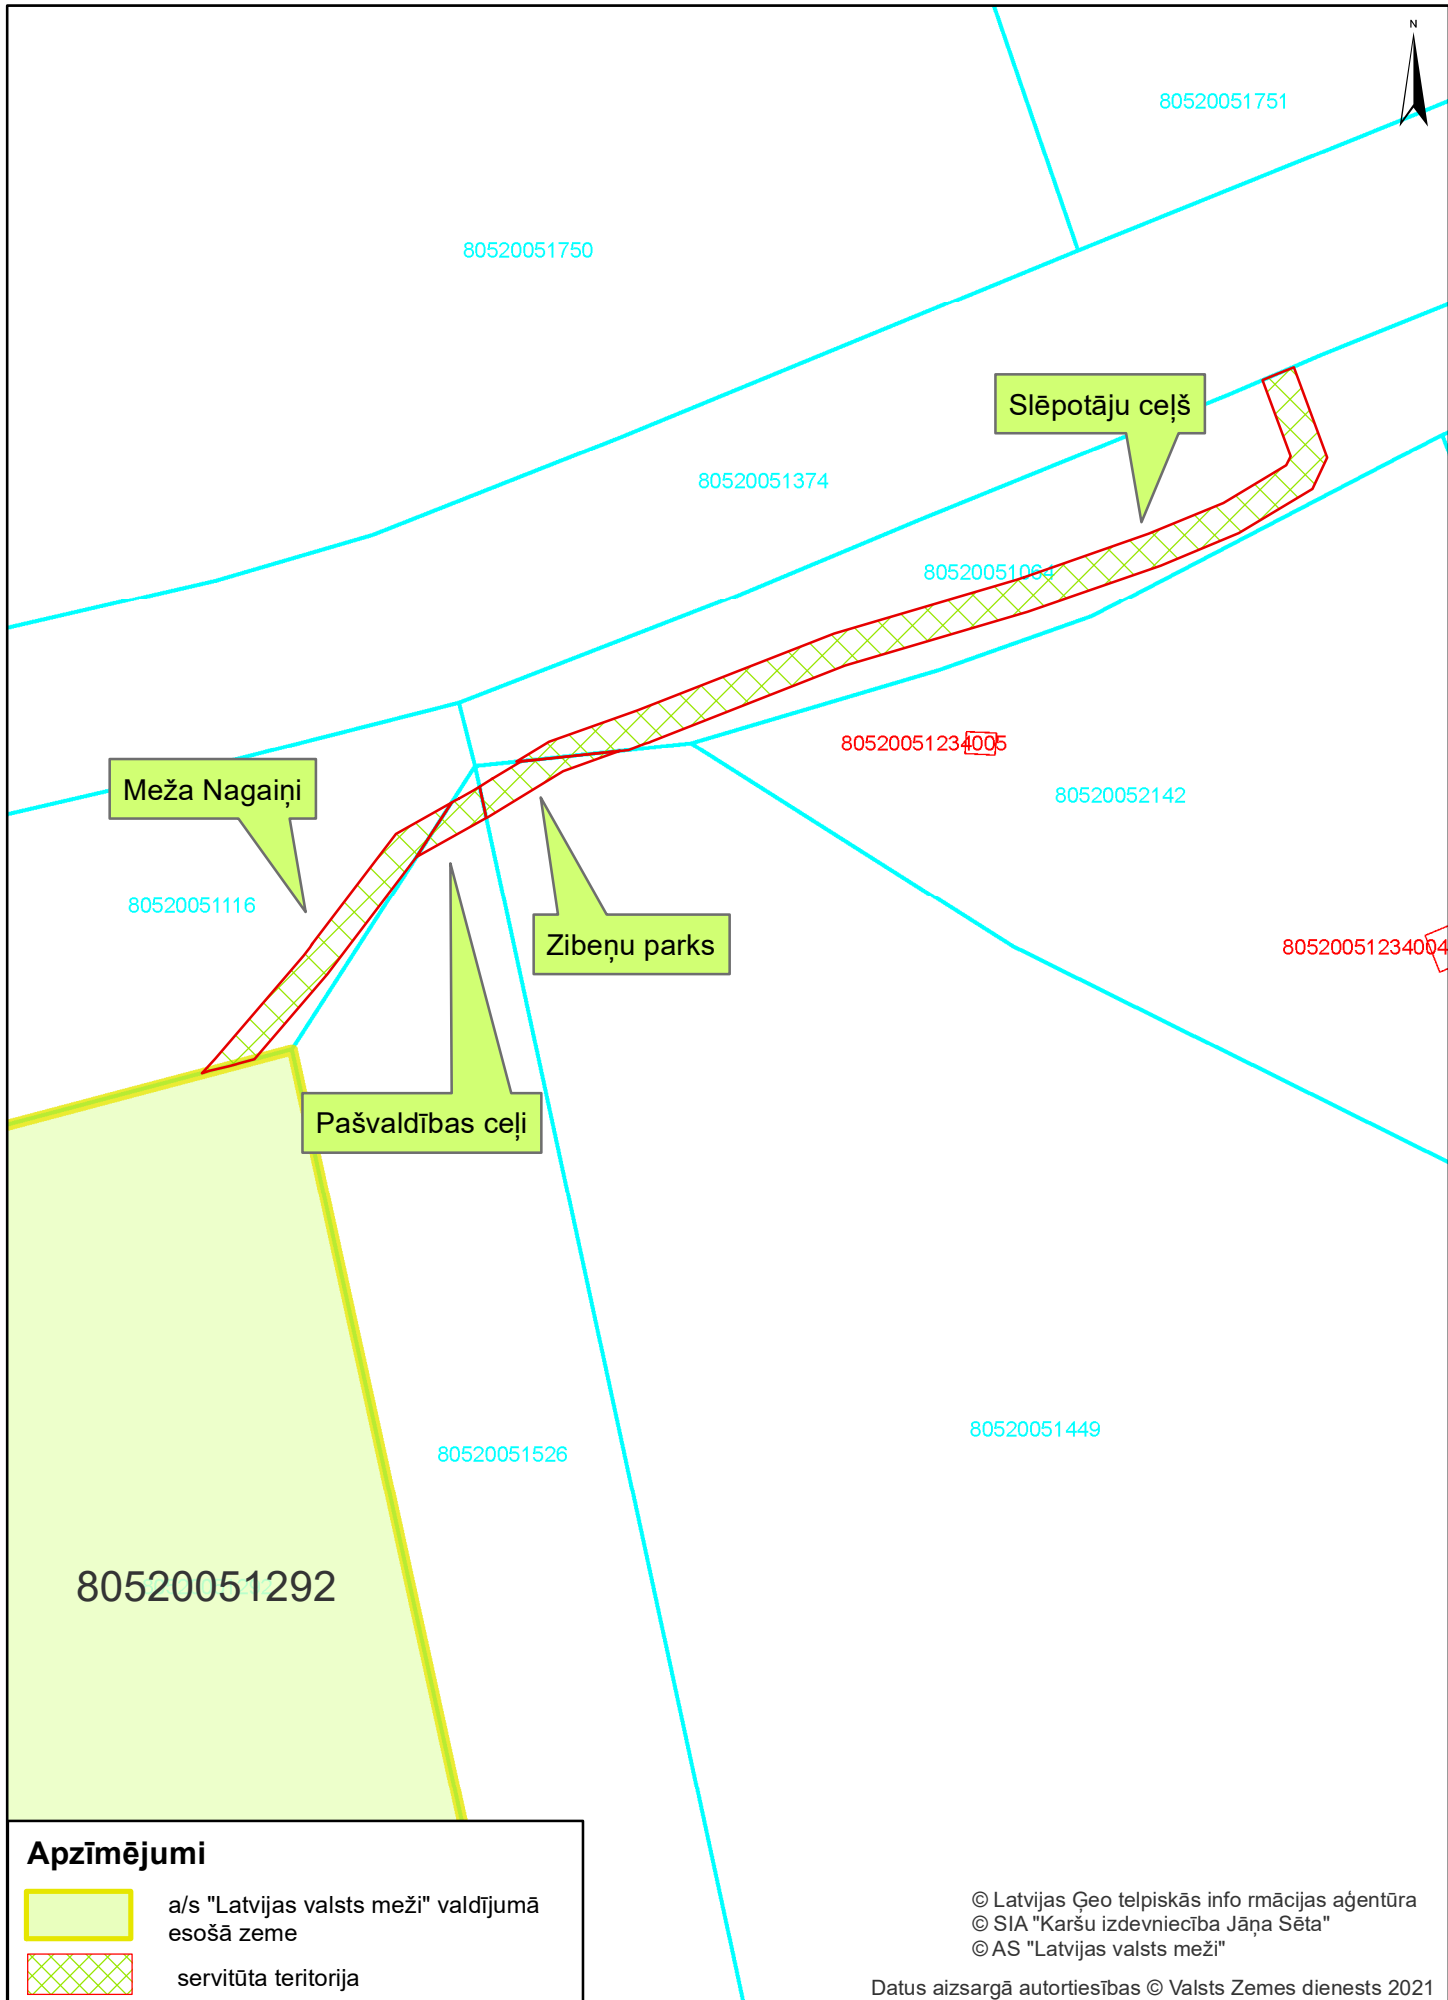 N
80520051751
80520051750
Slēpotāju ceļš
80520051374
80520051064
80520051234005
Meža Nagaiņi
80520052142
80520051116
Zibeņu parks
80520051234004
Pašvaldības ceļi
80520051449
80520051526
80520051292
Apzīmējumi
a/s "Latvijas valsts meži" valdījumā
esošā zeme
servitūta teritorija
© Latvijas Ģeo telpiskās info rmācijas aģentūra
© SIA "Karšu izdevniecība Jāņa Sēta"
© AS "Latvijas valsts meži"
Datus aizsargā autortiesības © Valsts Zemes dienests 2021